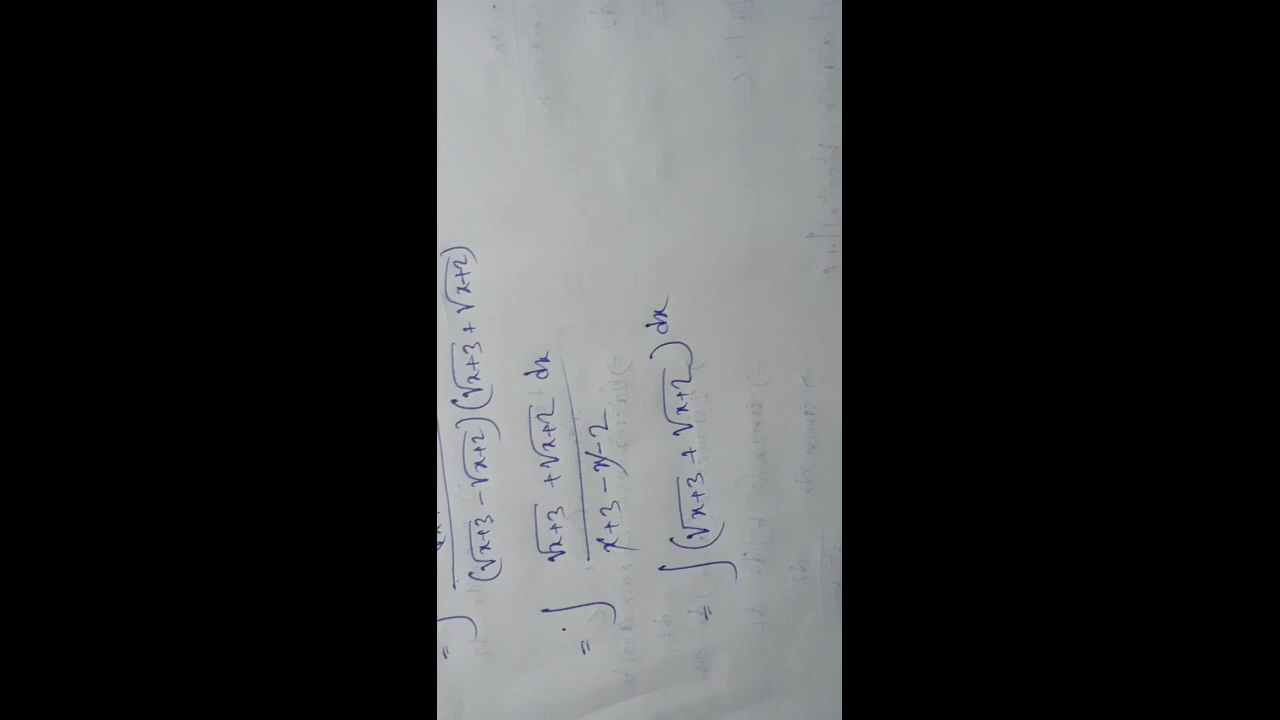 = ∫ / (√x+3 - √x+2)(√x+3 + √x+2)
= ∫ √x+3 + √x+2 / x+3 - x - 2 dx
= ∫ (√x+3 + √x+2) dx